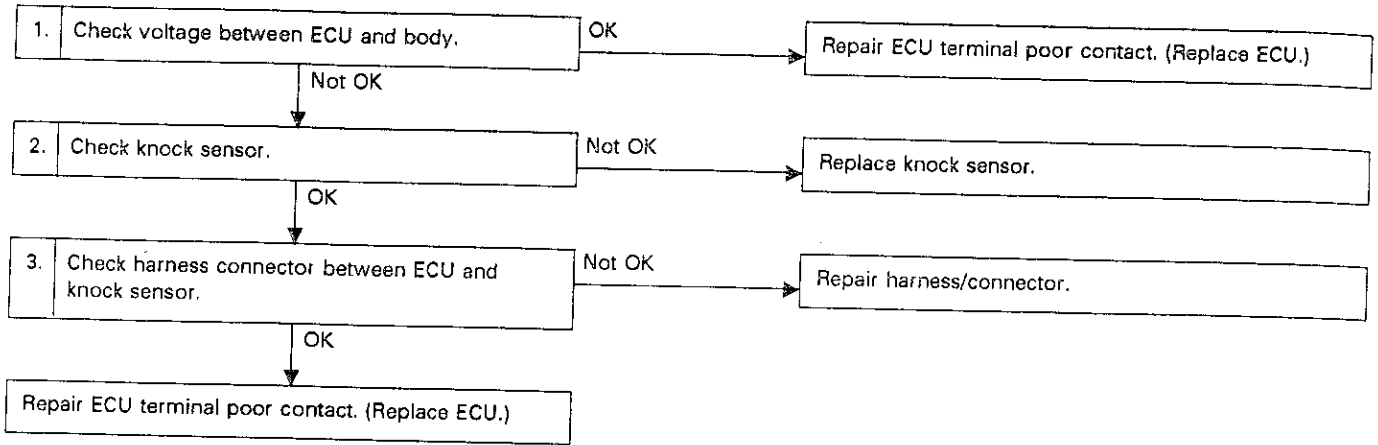 1. Check voltage between ECU and body.
OK
Repair ECU terminal poor contact. (Replace ECU.)
Not OK
2. Check knock sensor.
Not OK
Replace knock sensor.
OK
3. Check harness connector between ECU and
knock sensor.
Not OK
Repair harness/connector.
OK
Repair ECU terminal poor contact. (Replace ECU.)